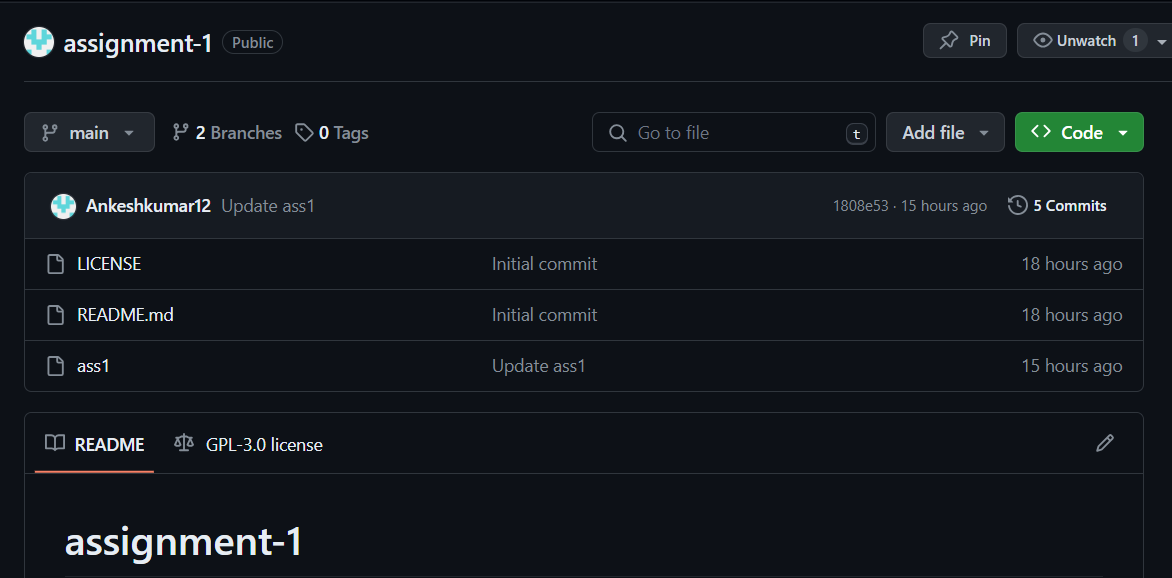 assignment-1 Public Pin Unwatch 1
main 2 Branches 0 Tags Go to file t Add file Code
Ankeshkumar12 Update ass1 1808e53 · 15 hours ago 5 Commits
LICENSE Initial commit 18 hours ago
README.md Initial commit 18 hours ago
ass1 Update ass1 15 hours ago
README GPL-3.0 license
assignment-1